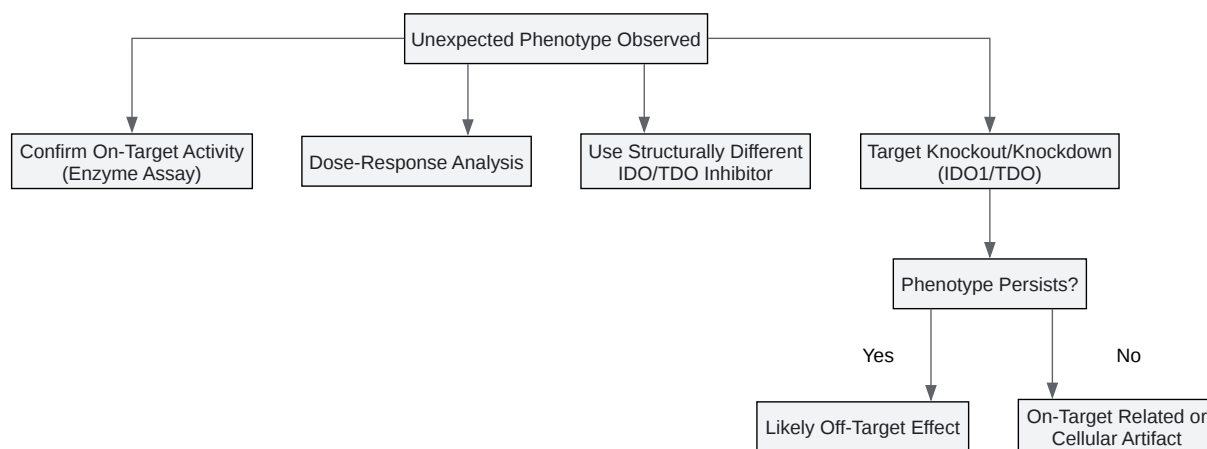 Unexpected Phenotype Observed
Confirm On-Target Activity
(Enzyme Assay)
Dose-Response Analysis
Use Structurally Different
IDO/TDO Inhibitor
Target Knockout/Knockdown
(IDO1/TDO)
Phenotype Persists?
Yes
No
Likely Off-Target Effect
On-Target Related or
Cellular Artifact